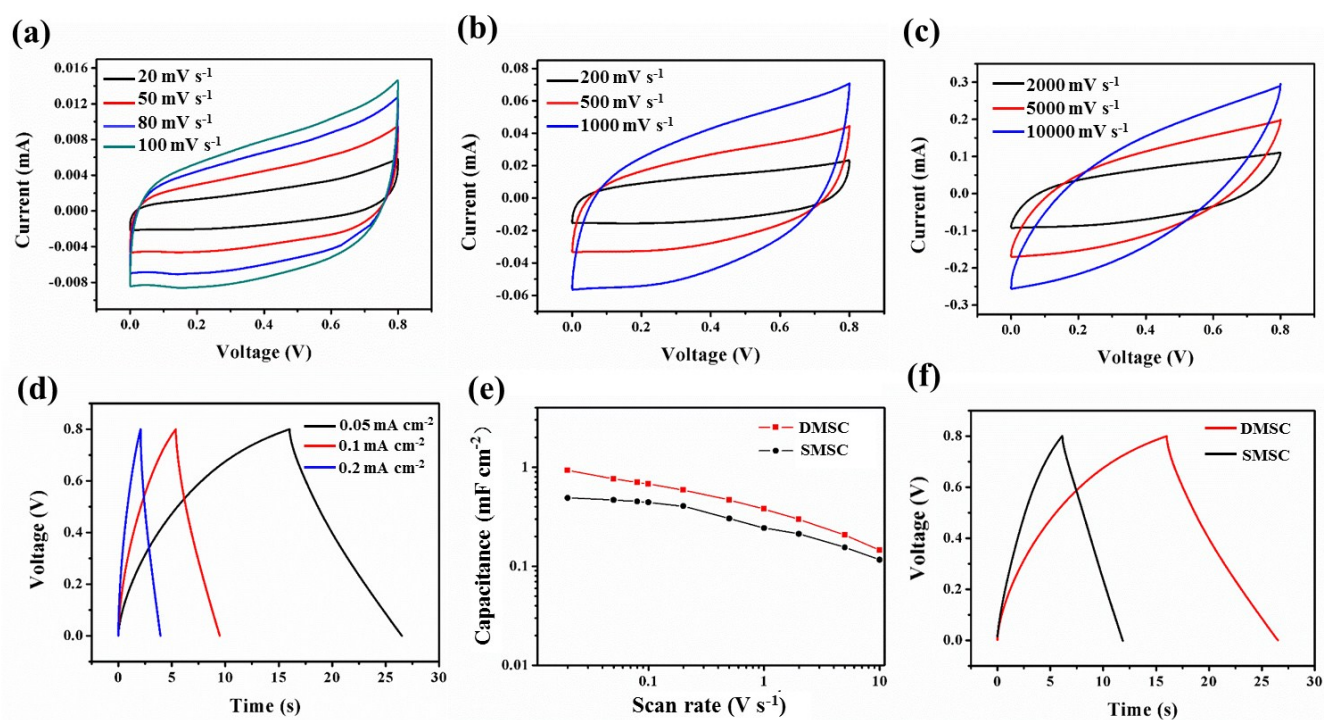 (a)
20 mV s⁻¹
50 mV s⁻¹
80 mV s⁻¹
100 mV s⁻¹
0.016
0.012
0.008
0.004
0.000
-0.004
-0.008
Current (mA)
0.0 0.2 0.4 0.6 0.8
Voltage (V)
(b)
200 mV s⁻¹
500 mV s⁻¹
1000 mV s⁻¹
0.08
0.06
0.04
0.02
0.00
-0.02
-0.04
-0.06
Current (mA)
0.0 0.2 0.4 0.6 0.8
Voltage (V)
(c)
2000 mV s⁻¹
5000 mV s⁻¹
10000 mV s⁻¹
0.3
0.2
0.1
0.0
-0.1
-0.2
-0.3
Current (mA)
0.0 0.2 0.4 0.6 0.8
Voltage (V)
(d)
0.05 mA cm⁻²
0.1 mA cm⁻²
0.2 mA cm⁻²
0.8
0.6
0.4
0.2
0.0
Voltage (V)
0 5 10 15 20 25 30
Time (s)
(e)
DMSC
SMSC
1
0.1
0.01
Capacitance (mF cm⁻²)
0.1 1 10
Scan rate (V s⁻¹)
(f)
DMSC
SMSC
0.8
0.6
0.4
0.2
0.0
Voltage (V)
0 5 10 15 20 25 30
Time (s)